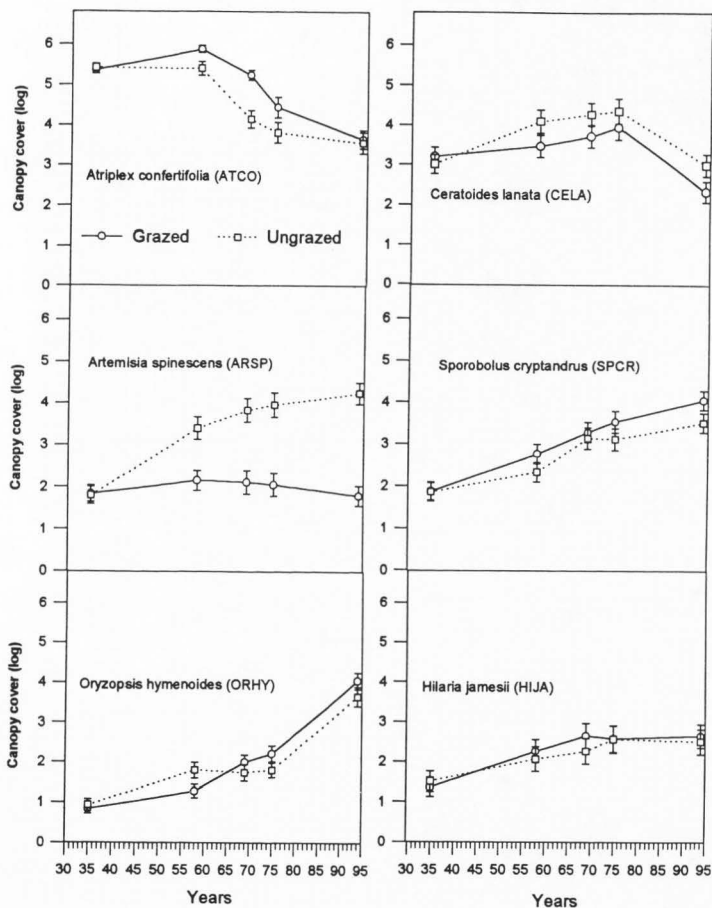 Canopy cover (log)
6
5
4
3
2
1
0
Atriplex confertifolia (ATCO)
Grazed
Ungrazed
6
5
4
3
2
1
0
Ceratoides lanata (CELA)
Canopy cover (log)
6
5
4
3
2
1
0
Artemisia spinescens (ARSP)
6
5
4
3
2
1
0
Sporobolus cryptandrus (SPCR)
Canopy cover (log)
6
5
4
3
2
1
0
Oryzopsis hymenoides (ORHY)
30 35 40 45 50 55 60 65 70 75 80 85 90 95
Years
6
5
4
3
2
1
0
Hilaria jamesii (HIJA)
30 35 40 45 50 55 60 65 70 75 80 85 90 95
Years